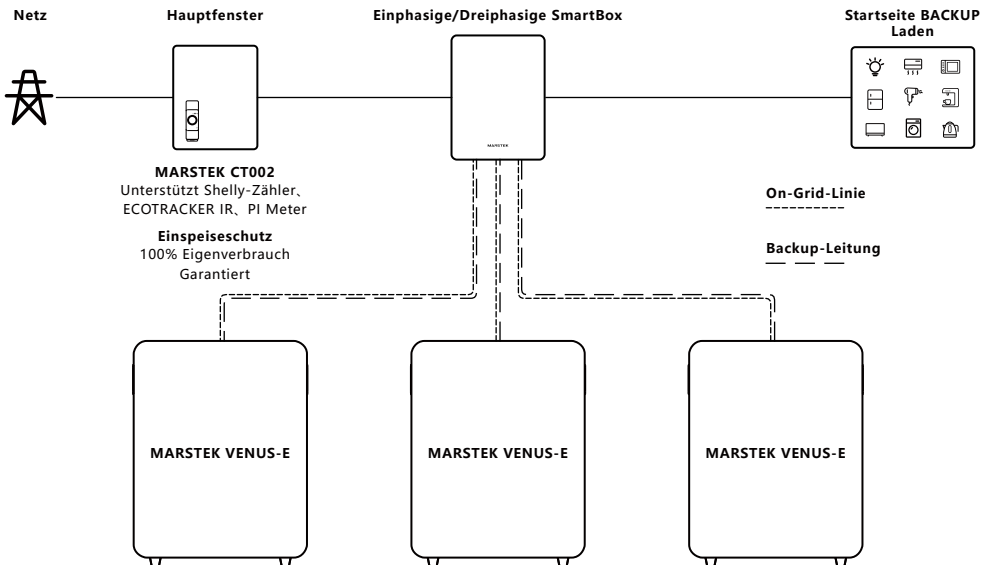 Netz
Hauptfenster
Einphasige/Dreiphasige SmartBox
Startseite BACKUP
Laden
MARSTEK
MARSTEK CT002
Unterstützt Shelly-Zähler、
ECOTRACKER IR、PI Meter
Einspeiseschutz
100% Eigenverbrauch
Garantiert
On-Grid-Linie
Backup-Leitung
MARSTEK VENUS-E
MARSTEK VENUS-E
MARSTEK VENUS-E